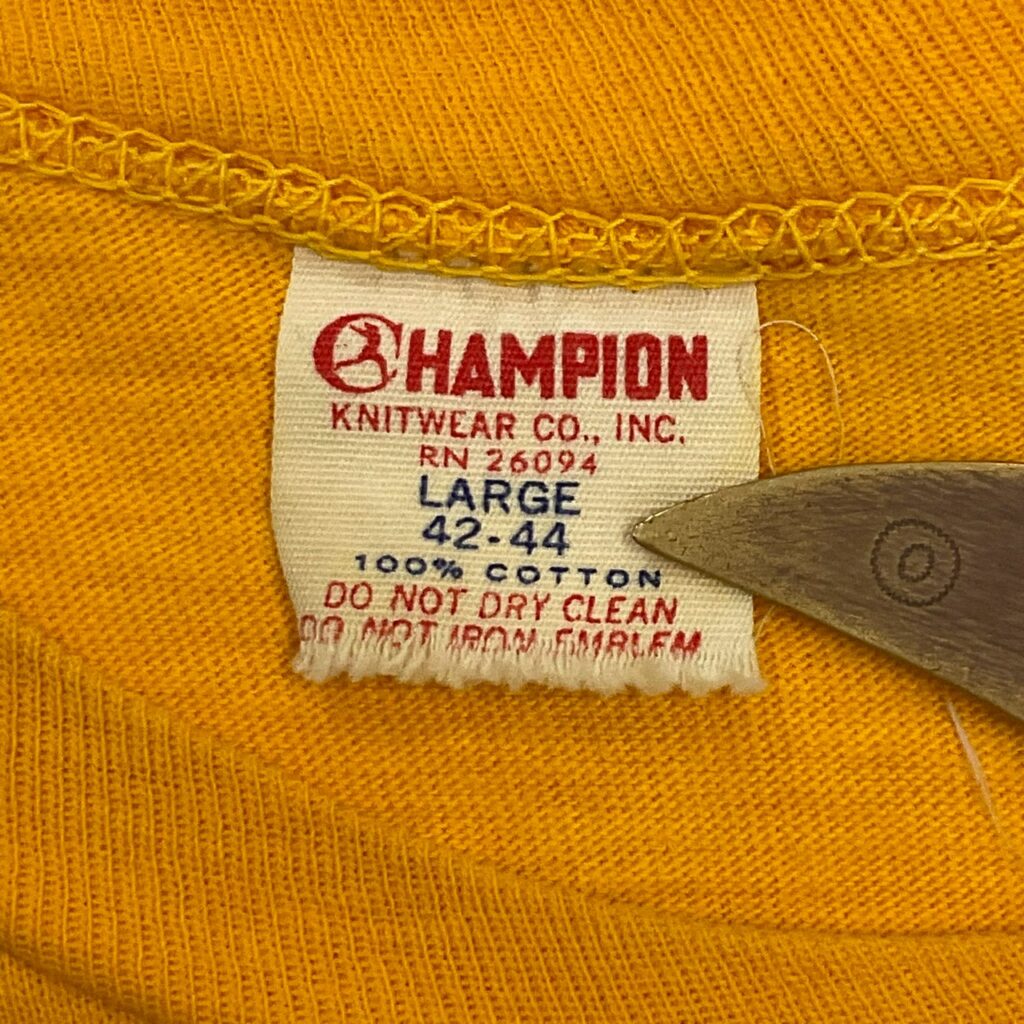 CHAMPION
KNITWEAR CO., INC.
RN 26094
LARGE
42-44
100% COTTON
DO NOT DRY CLEAN
DO NOT IRON EMBLEM